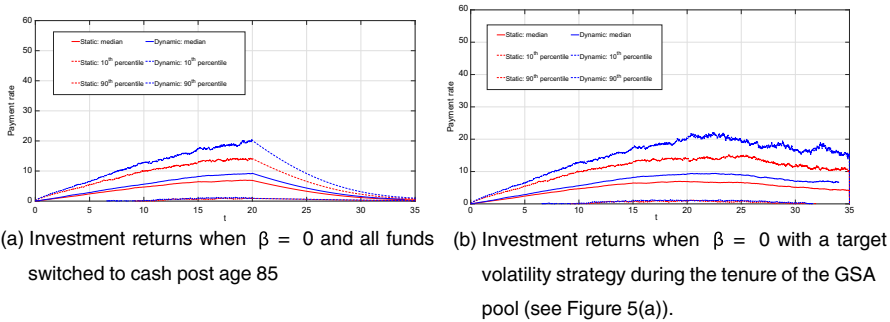 60
50
40
30
20
10
0
Payment rate
Static: median
Dynamic: median
Static: 10th percentile
Dynamic: 10th percentile
Static: 90th percentile
Dynamic: 90th percentile
0 5 10 15 20 25 30 35
t
(a) Investment returns when β = 0 and all funds
switched to cash post age 85
60
50
40
30
20
10
0
Payment rate
Static: median
Dynamic: median
Static: 10th percentile
Dynamic: 10th percentile
Static: 90th percentile
Dynamic: 90th percentile
0 5 10 15 20 25 30 35
t
(b) Investment returns when β = 0 with a target
volatility strategy during the tenure of the GSA
pool (see Figure 5(a)).